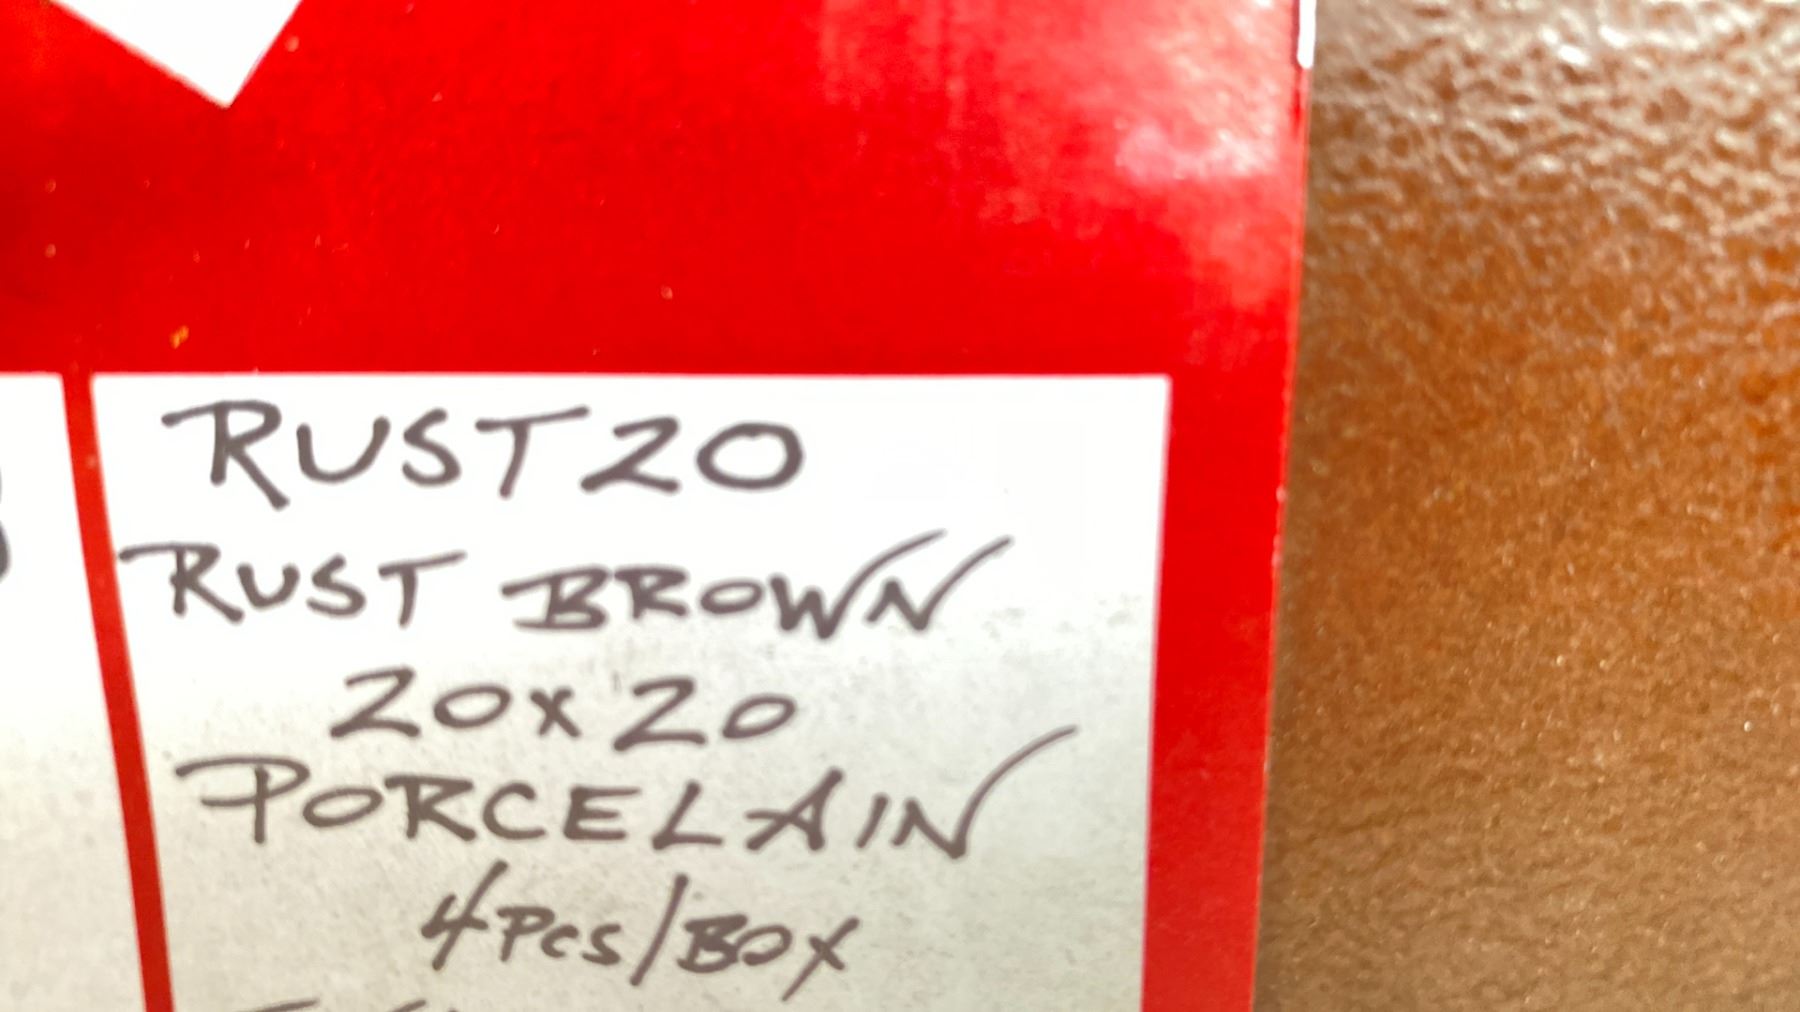 RUST20
RUST BROWN
20x20
PORCELAIN
4Pcs/BOX